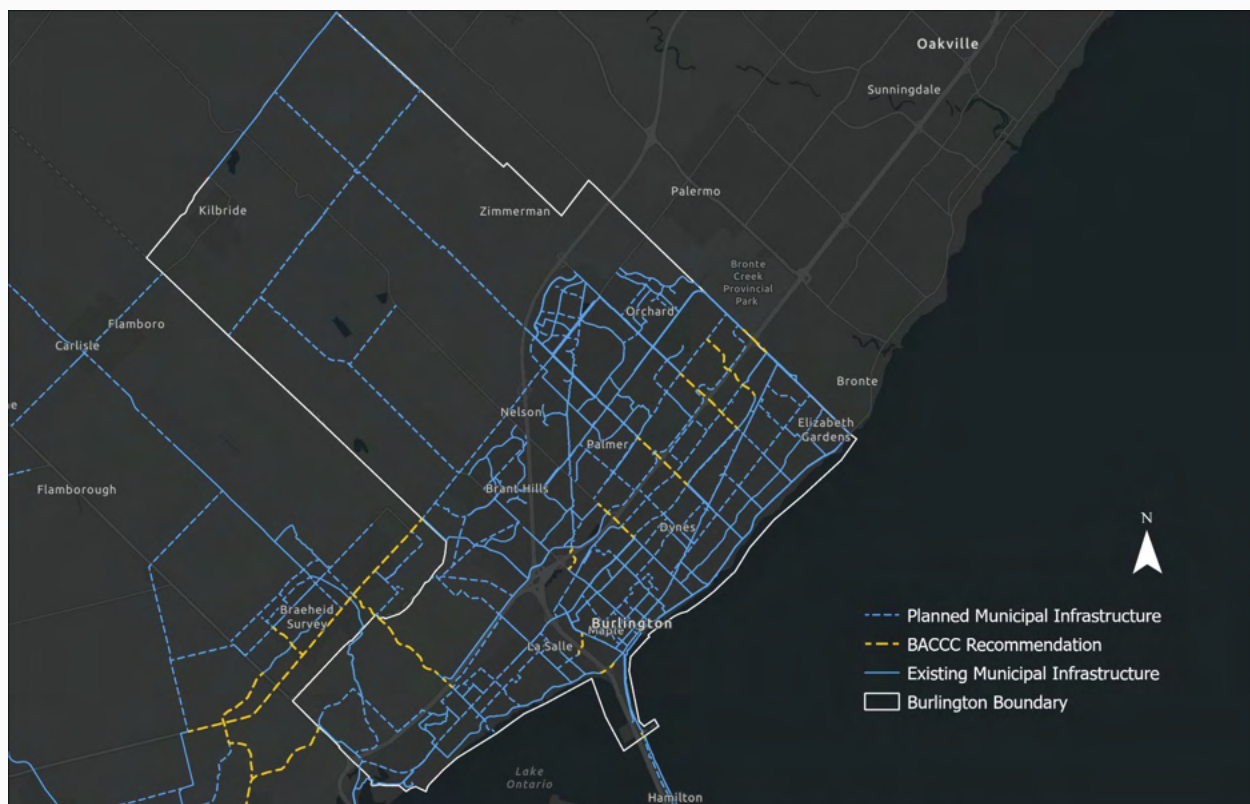 Oakville
Sunningdale
Palermo
Kilbride
Zimmerman
Bronte
Creek
Provincial
Park
Orchard
Flamboro
Carlisle
ne
Bronte
Nelson
Elizabeth
Gardens
Palmer
Brant Hills
Flamborough
Dynes
N
Braeheid
Survey
Burlington
Maple
La Salle
Planned Municipal Infrastructure
BACCC Recommendation
Existing Municipal Infrastructure
Burlington Boundary
Lake
Ontario
Hamilton